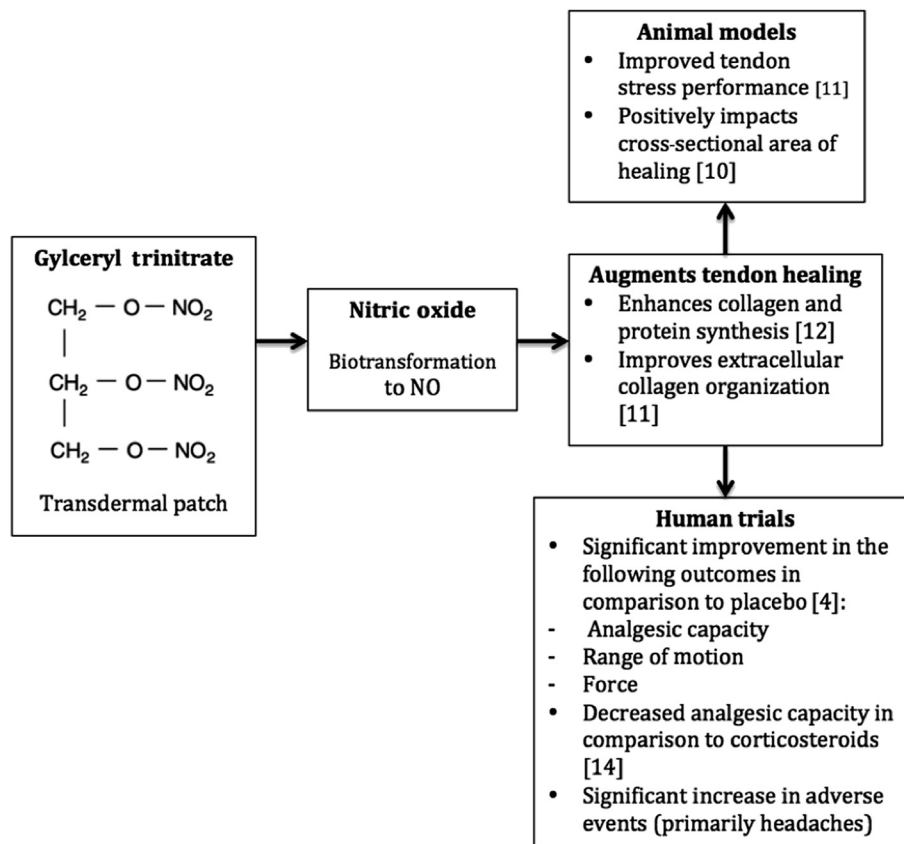 Gylceryl trinitrate
CH₂ — O — NO₂
|
CH₂ — O — NO₂
|
CH₂ — O — NO₂
Transdermal patch
Nitric oxide
Biotransformation
to NO
Augments tendon healing
• Enhances collagen and
protein synthesis [12]
• Improves extracellular
collagen organization
[11]
Animal models
• Improved tendon
stress performance [11]
• Positively impacts
cross-sectional area of
healing [10]
Human trials
• Significant improvement in the
following outcomes in
comparison to placebo [4]:
- Analgesic capacity
- Range of motion
- Force
• Decreased analgesic capacity in
comparison to corticosteroids
[14]
• Significant increase in adverse
events (primarily headaches)